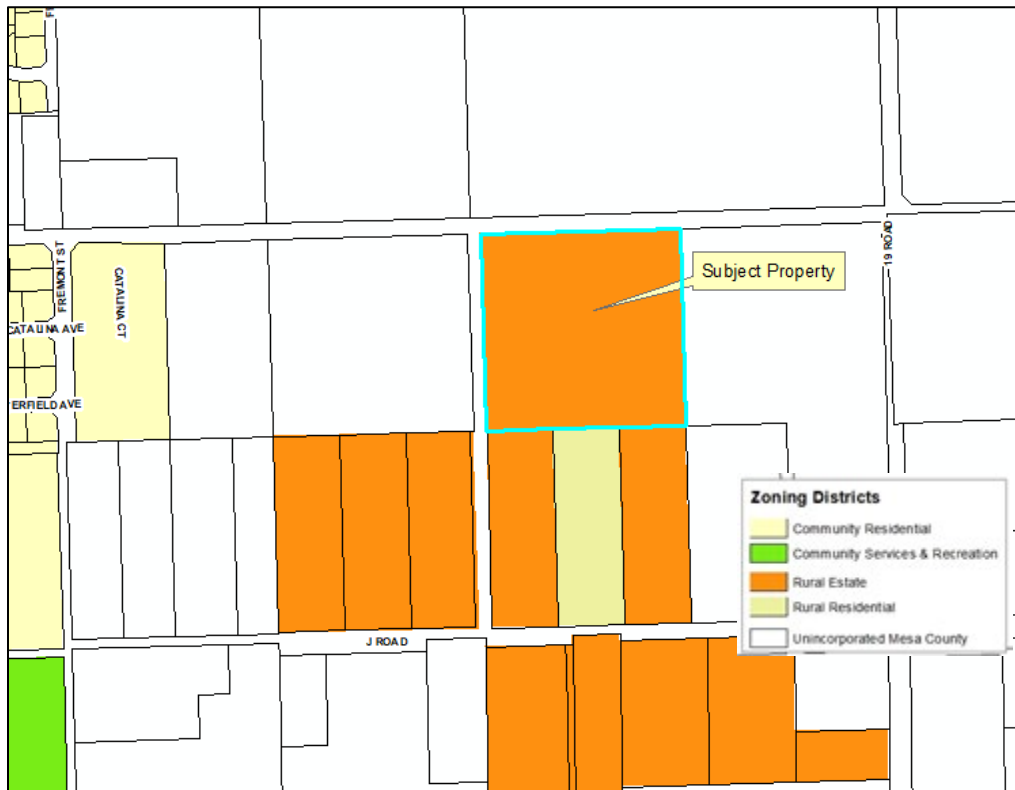 FREMONT ST
CATALINA CT
CATALINA AVE
ERFIELD AVE
19 ROAD
Subject Property
J ROAD
Zoning Districts
Community Residential
Community Services & Recreation
Rural Estate
Rural Residential
Unincorporated Mesa County